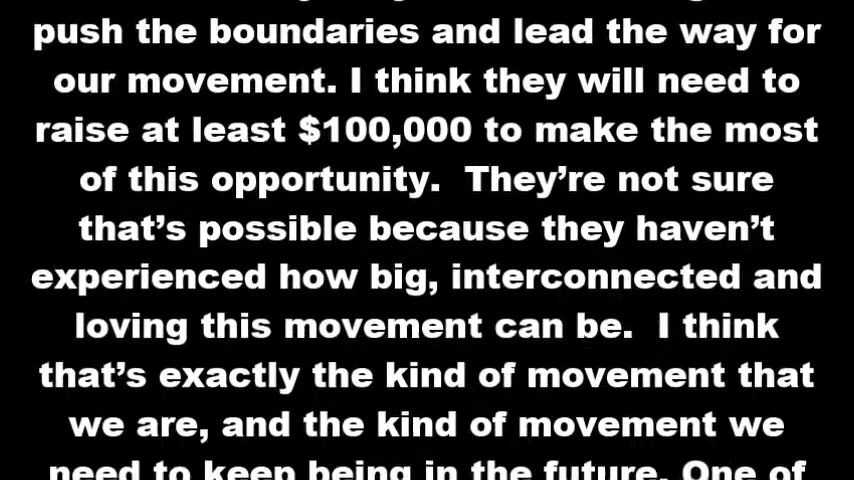 push the boundaries and lead the way for
our movement. I think they will need to
raise at least $100,000 to make the most
of this opportunity.  They’re not sure
that’s possible because they haven’t
experienced how big, interconnected and
loving this movement can be.  I think
that’s exactly the kind of movement that
we are, and the kind of movement we
need to keep being in the future. One of